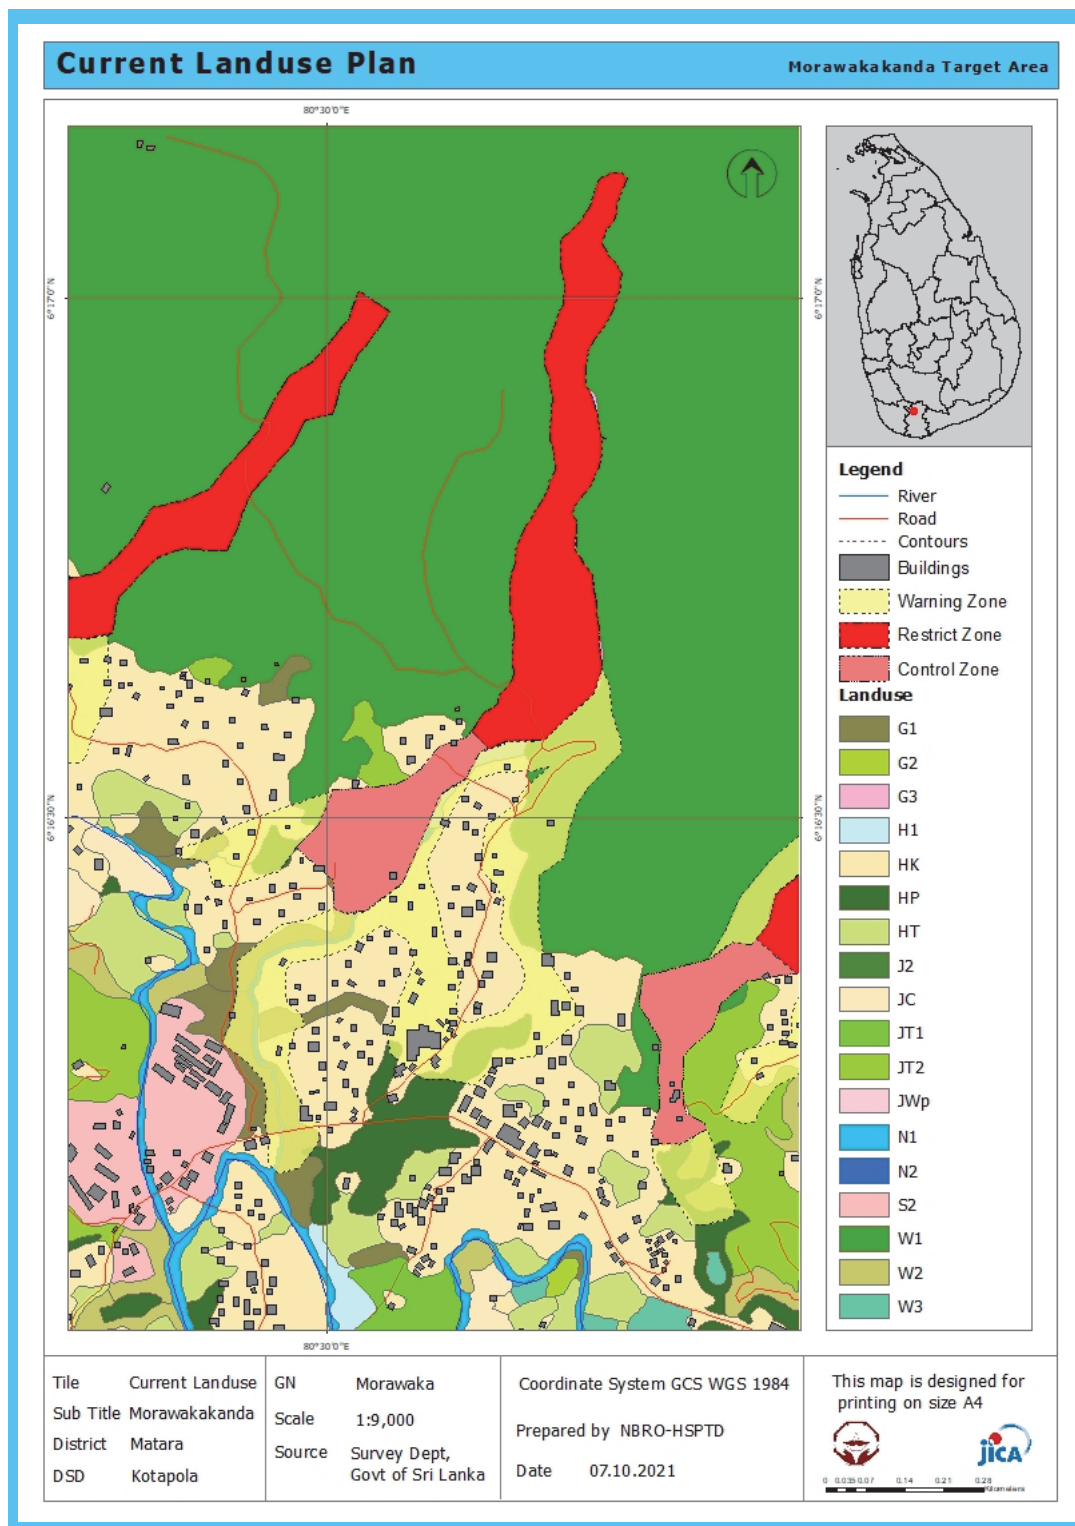 Current Landuse Plan
Morawakakanda Target Area
80°30'0"E
6°17'0"N
6°17'0"N
6°16'30"N
6°16'30"N
80°30'0"E
Legend
River
Road
Contours
Buildings
Warning Zone
Restrict Zone
Control Zone
Landuse
G1
G2
G3
H1
HK
HP
HT
J2
JC
JT1
JT2
JWp
N1
N2
S2
W1
W2
W3
Tile Current Landuse
Sub Title Morawakakanda
District Matara
DSD Kotapola
GN Morawaka
Scale 1:9,000
Source Survey Dept,
Govt of Sri Lanka
Coordinate System GCS WGS 1984
Prepared by NBRO-HSPTD
Date 07.10.2021
This map is designed for
printing on size A4
jICA
0 0.035 0.07 0.14 0.21 0.28
Kilometers